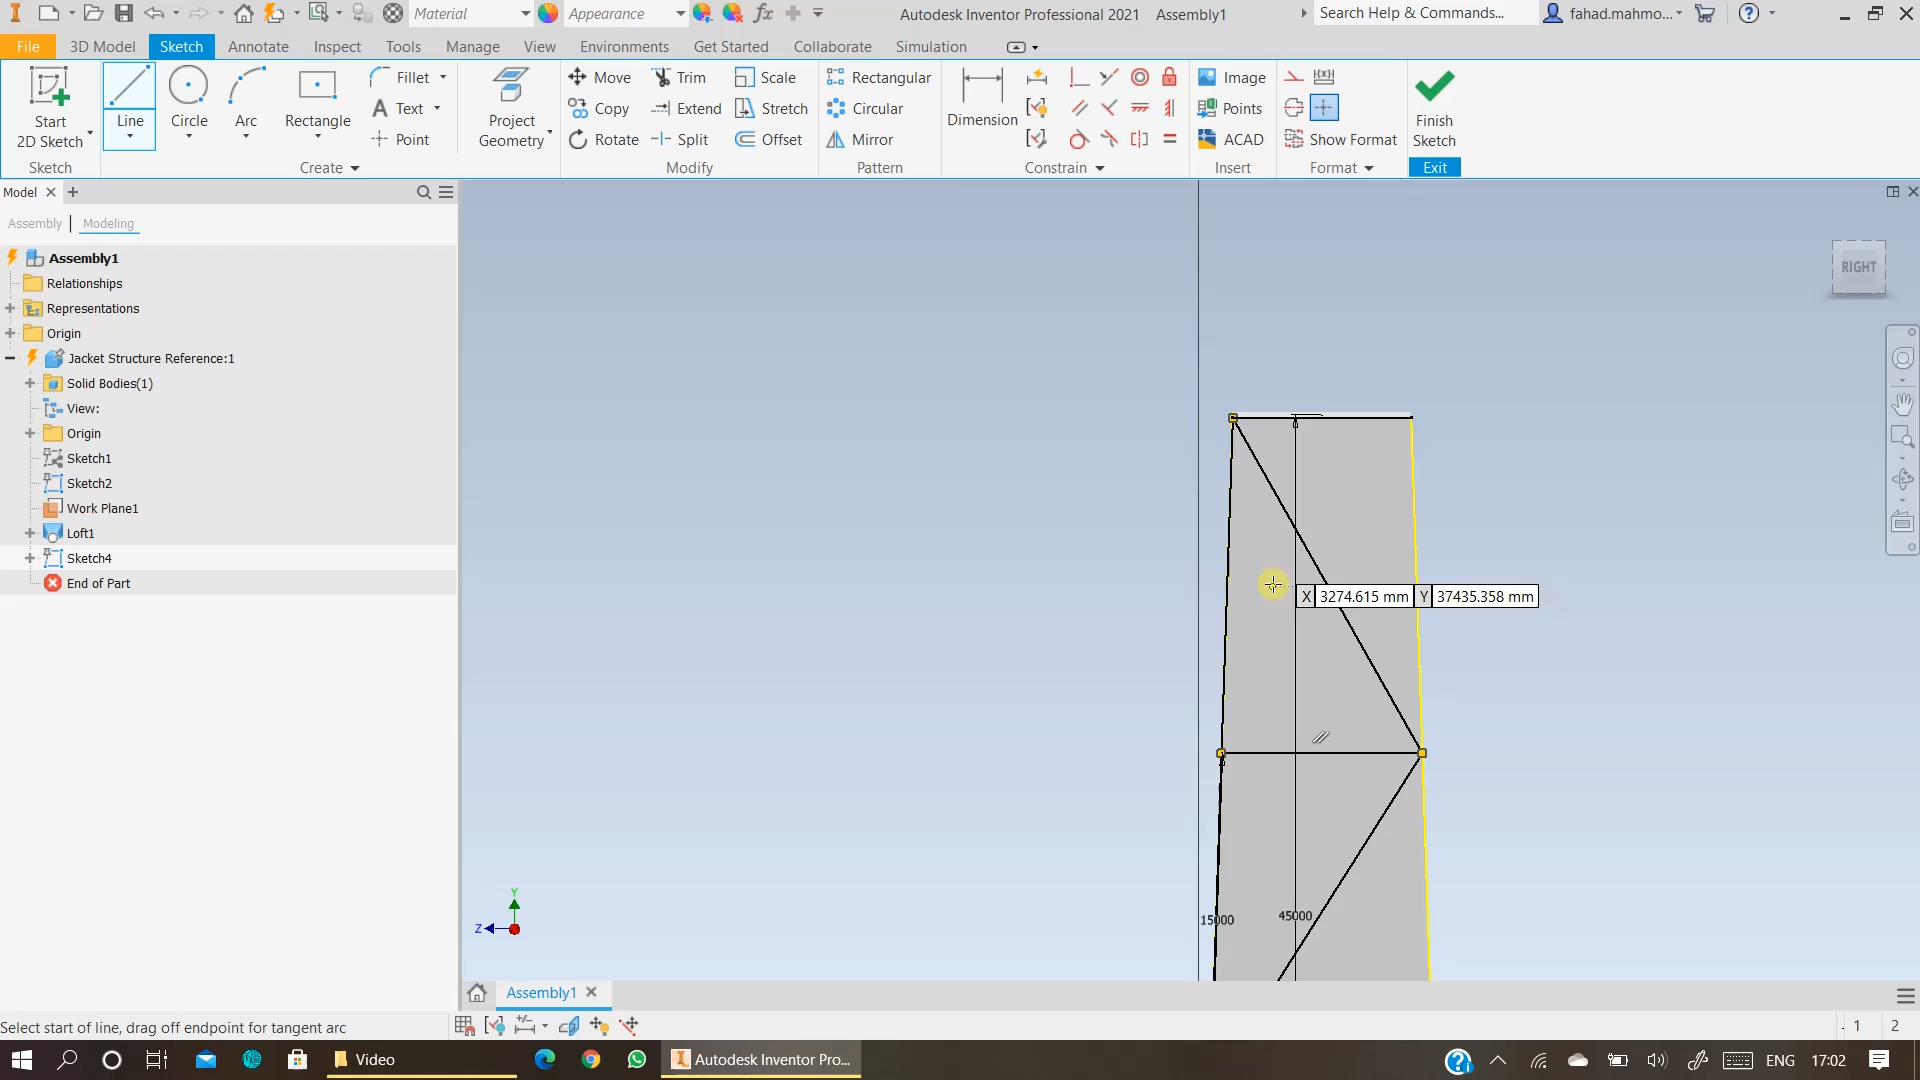 Material
Appearance
Autodesk Inventor Professional 2021 Assembly1
Search Help & Commands...
fahad.mahmo...
File 3D Model Sketch Annotate Inspect Tools Manage View Environments Get Started Collaborate Simulation
Start
2D Sketch
Sketch
Line
Circle
Arc
Rectangle
Fillet
Text
Point
Create
Project
Geometry
Move Trim Scale
Copy Extend Stretch
Rotate Split Offset
Modify
Rectangular
Circular
Mirror
Pattern
Dimension
Constrain
Image
Points
ACAD
Insert
Show Format
Format
Finish
Sketch
Exit
Model
Assembly Modeling
Assembly1
Relationships
Representations
Origin
Jacket Structure Reference:1
Solid Bodies(1)
View:
Origin
Sketch1
Sketch2
Work Plane1
Loft1
Sketch4
End of Part
RIGHT
X 3274.615 mm Y 37435.358 mm
15000
45000
Y
Z
Assembly1
Select start of line, drag off endpoint for tangent arc
1 2
Video
Autodesk Inventor Pro...
ENG 17:02